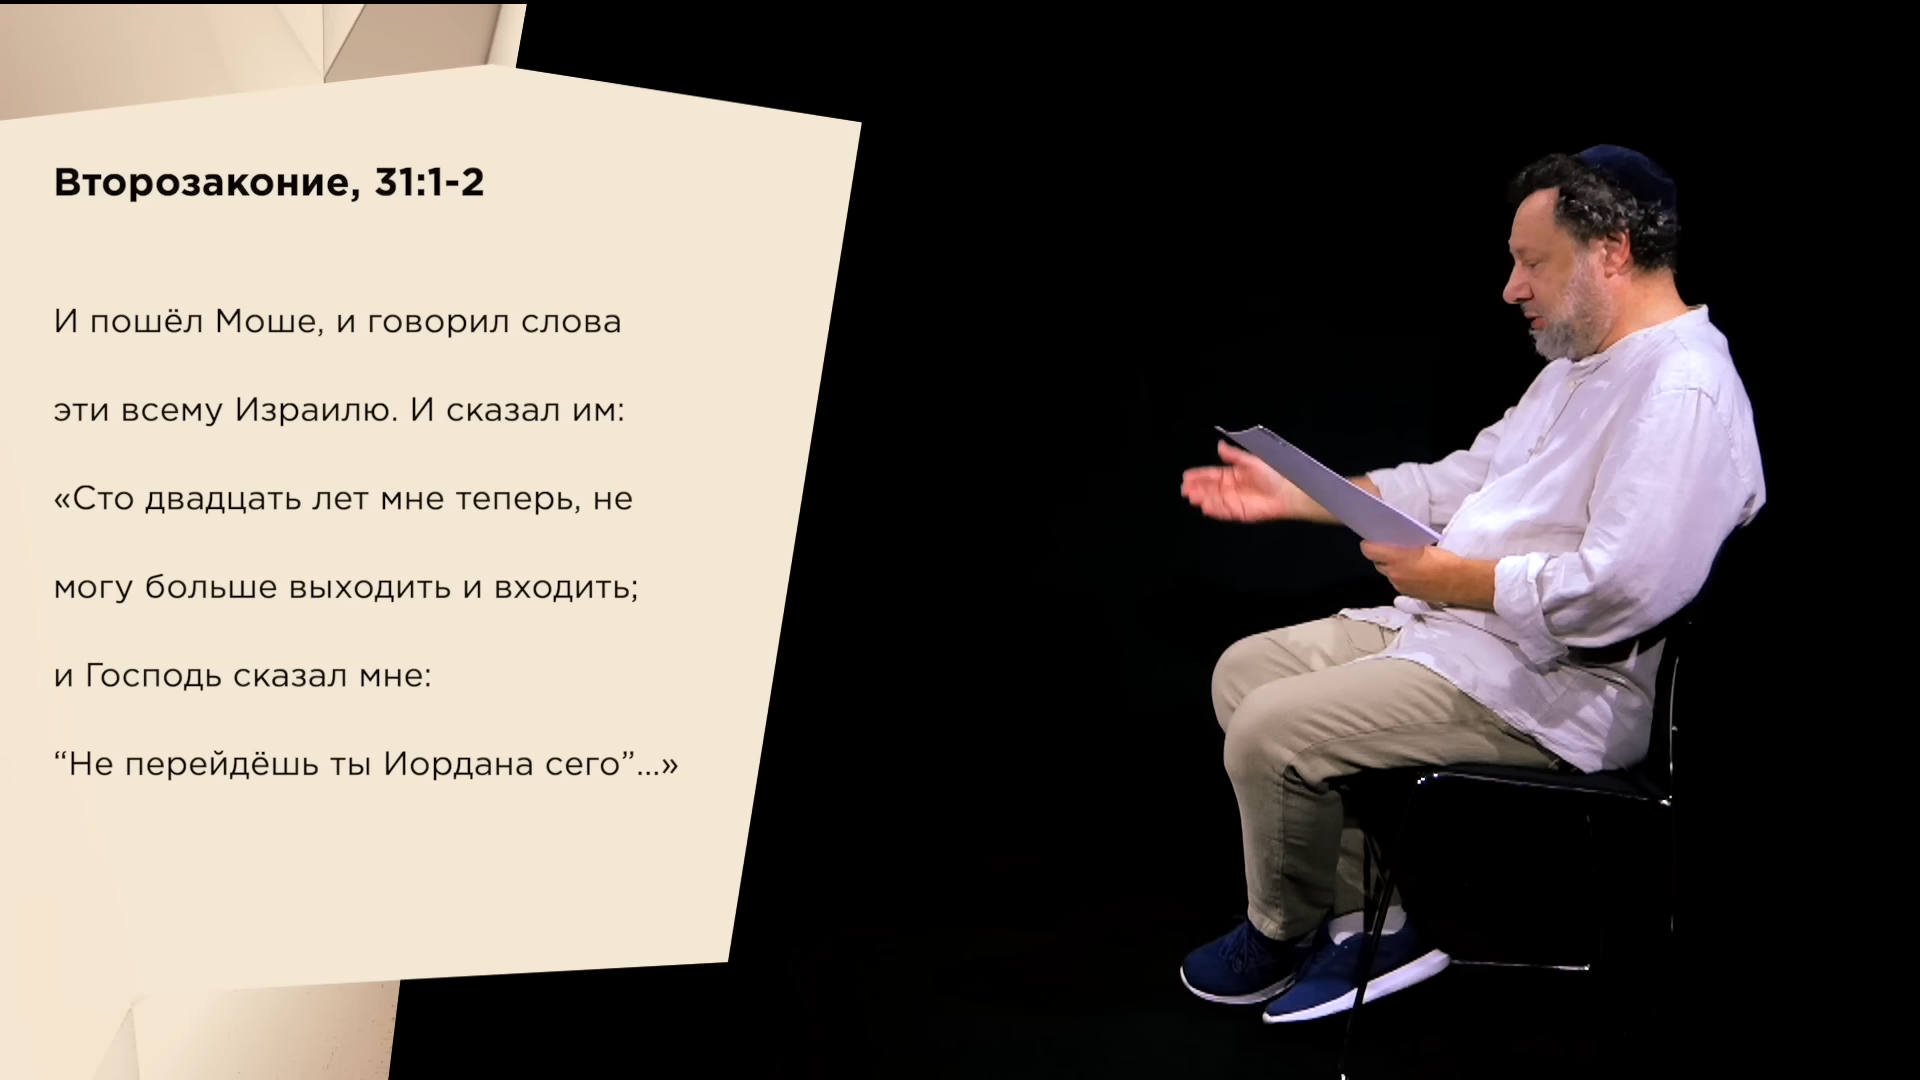 Второзаконие, 31:1-2
И пошёл Моше, и говорил слова
эти всему Израилю. И сказал им:
«Сто двадцать лет мне теперь, не
могу больше выходить и входить;
и Господь сказал мне:
“Не перейдёшь ты Иордана сего”...»